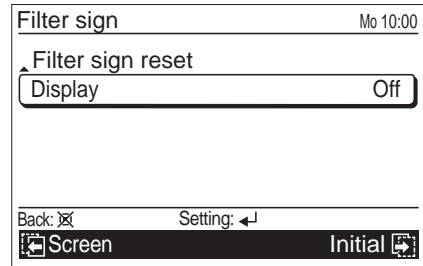 Filter sign Mo 10:00
Filter sign reset
Display Off
Back: Setting:
Screen Initial